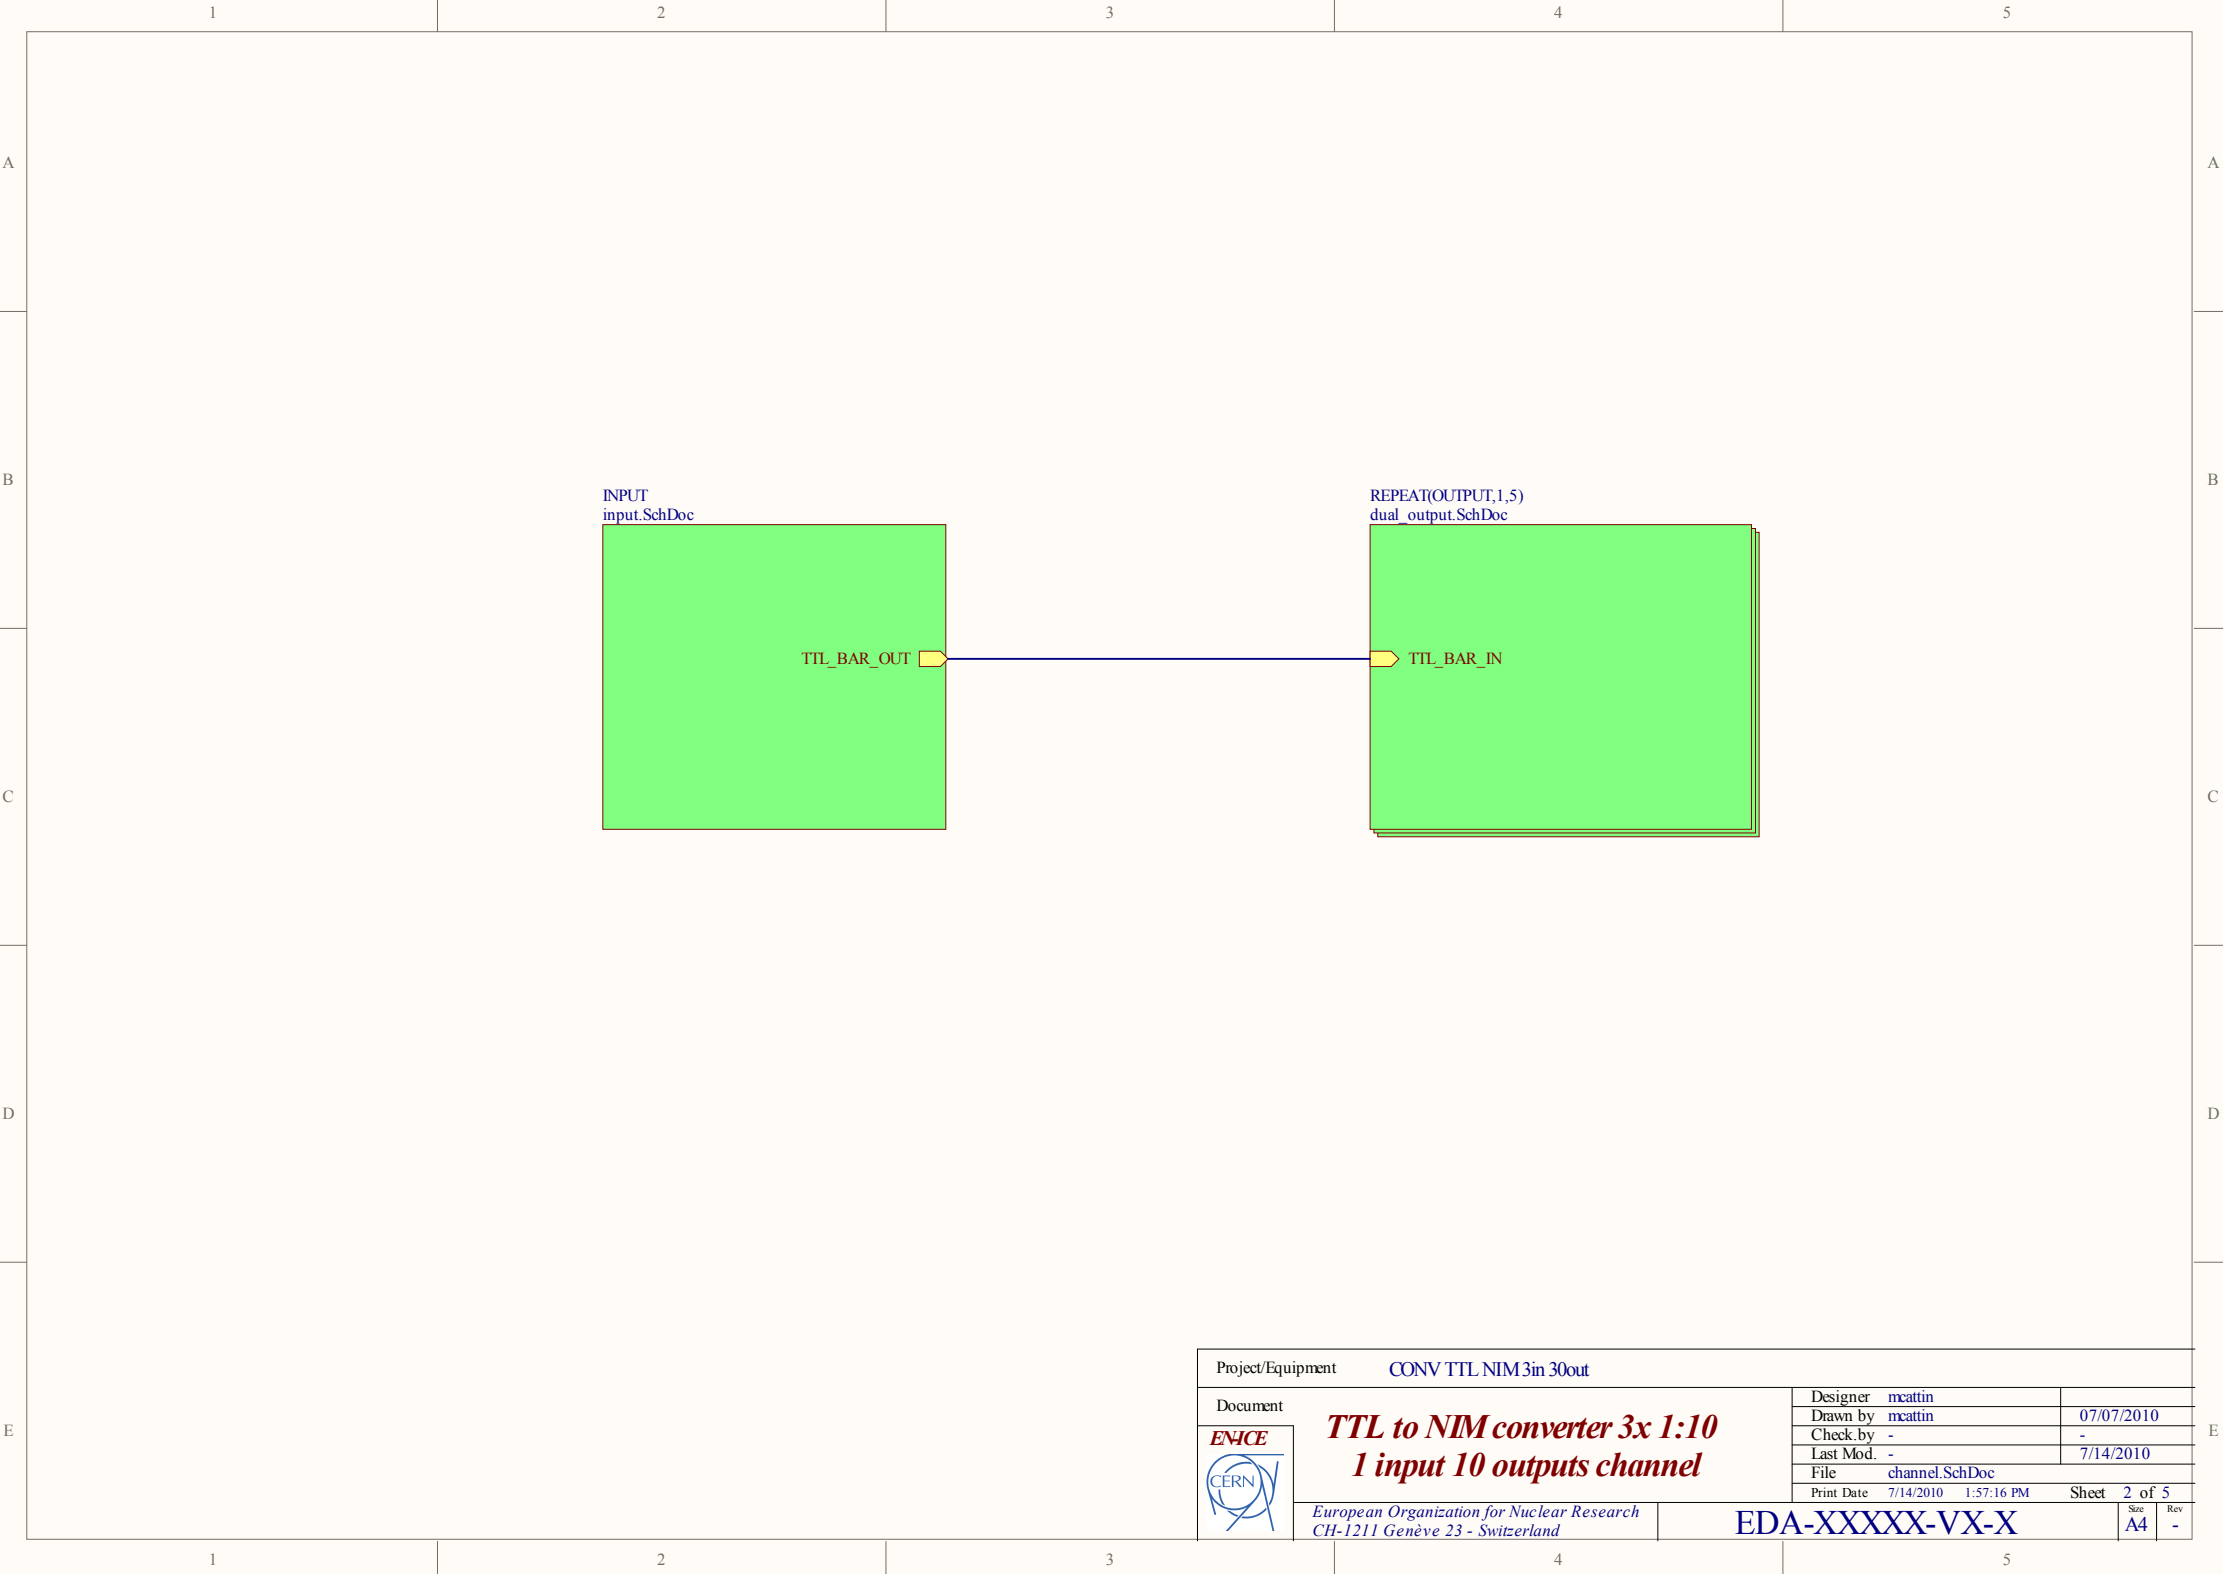 1 2 3 4 5
A A
B B
INPUT
input.SchDoc
REPEAT(OUTPUT,1,5)
dual_output.SchDoc
TTL_BAR_OUT
TTL_BAR_IN
C C
D D
E E
Project/Equipment CONV TTL NIM 3in 30out
Document
TTL to NIM converter 3x 1:10
1 input 10 outputs channel
EN-ICE
CERN
Designer mcattin
Drawn by mcattin 07/07/2010
Check.by - -
Last Mod. - 7/14/2010
File channel.SchDoc
Print Date 7/14/2010 1:57:16 PM Sheet 2 of 5
European Organization for Nuclear Research
CH-1211 Genève 23 - Switzerland
EDA-XXXXX-VX-X
Size
A4
Rev
-
1 2 3 4 5